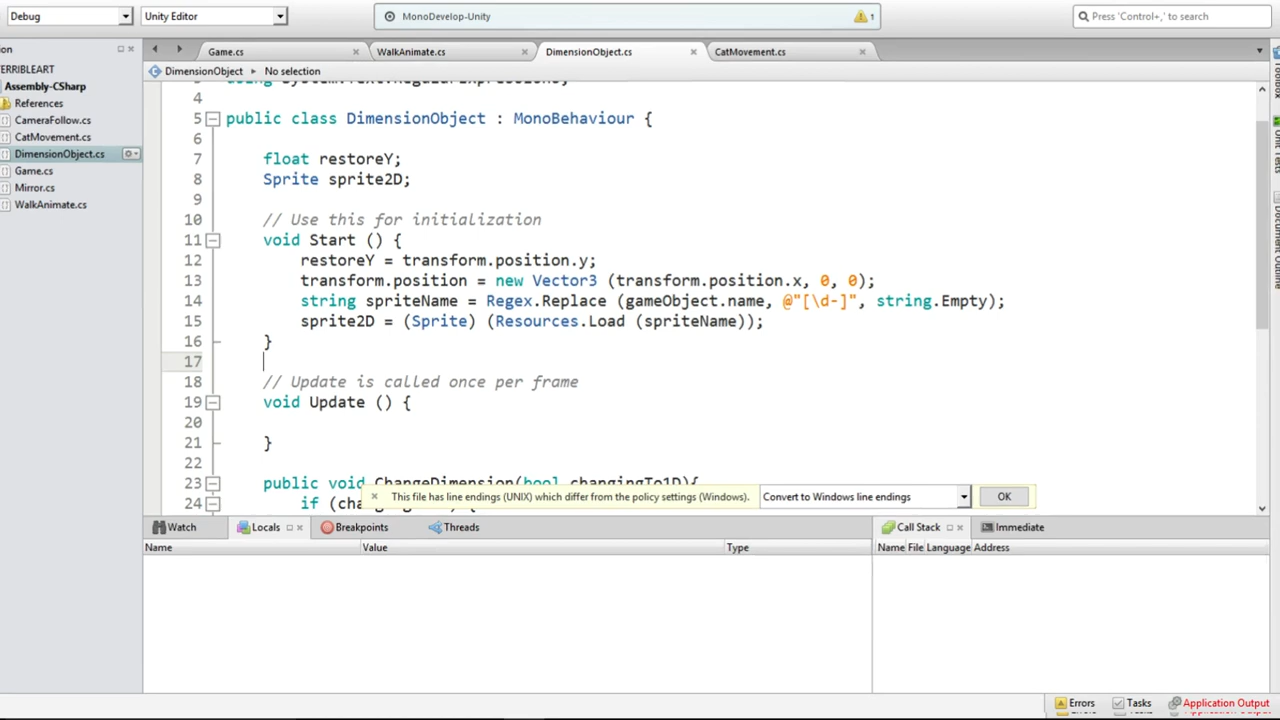 Debug
Unity Editor
MonoDevelop-Unity
1
Press 'Control+,' to search
Game.cs
WalkAnimate.cs
DimensionObject.cs
CatMovement.cs
DimensionObject
No selection
ERRIBLEART
Assembly-CSharp
References
CameraFollow.cs
CatMovement.cs
DimensionObject.cs
Game.cs
Mirror.cs
WalkAnimate.cs
4
5 public class DimensionObject : MonoBehaviour {
6
7 float restoreY;
8 Sprite sprite2D;
9
10 // Use this for initialization
11 void Start () {
12 restoreY = transform.position.y;
13 transform.position = new Vector3 (transform.position.x, 0, 0);
14 string spriteName = Regex.Replace (gameObject.name, @"[\d-]", string.Empty);
15 sprite2D = (Sprite) (Resources.Load (spriteName));
16 }
17
18 // Update is called once per frame
19 void Update () {
20
21 }
22
23 public void ChangeDimension(bool changingTo1D){
24 if (cha
This file has line endings (UNIX) which differ from the policy settings (Windows).
Convert to Windows line endings
OK
Watch
Locals
Breakpoints
Threads
Call Stack
Immediate
Name
Value
Type
Name File Language Address
Errors
Tasks
Application Output
Toolbox
Unit Tests
Document Outline